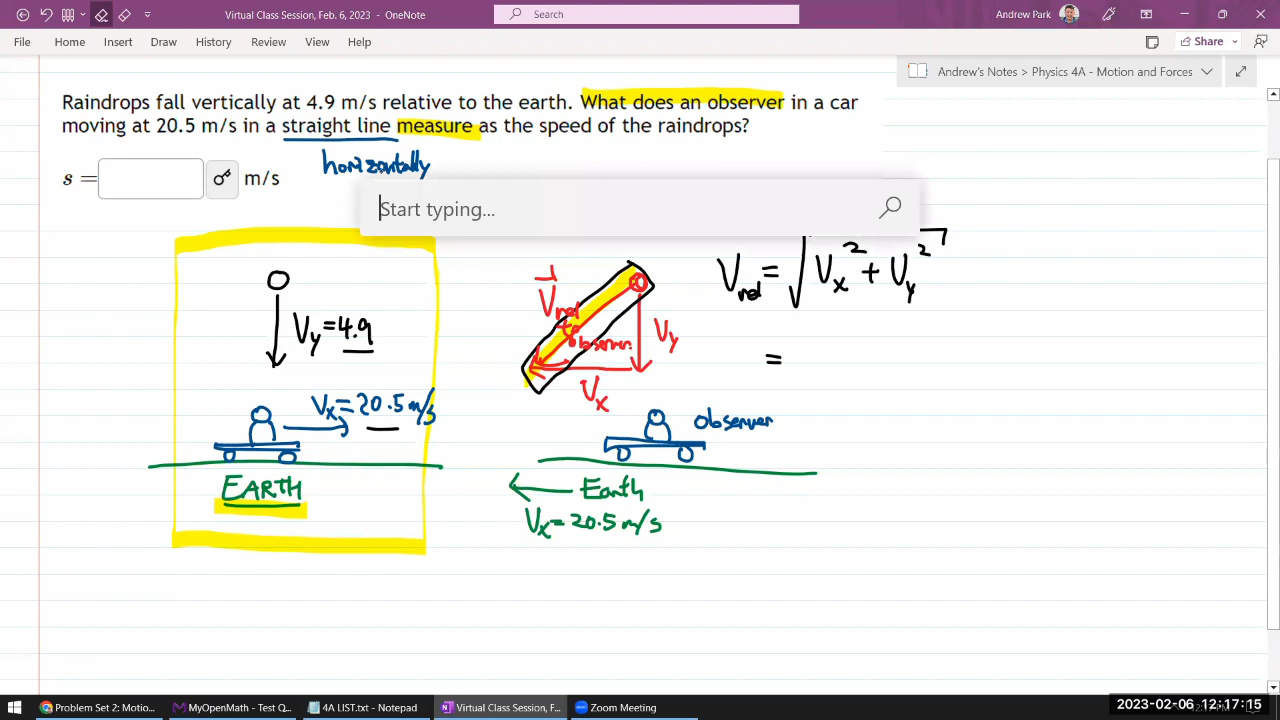 Virtual Class Session, Feb. 6, 2023 - OneNote
Search
Andrew Park
File Home Insert Draw History Review View Help
Share
Andrew's Notes > Physics 4A - Motion and Forces
Raindrops fall vertically at 4.9 m/s relative to the earth. What does an observer in a car
moving at 20.5 m/s in a straight line measure as the speed of the raindrops?
horizontally
s = m/s
Start typing...
Vy = 4.9
Vx = 20.5 m/s
EARTH
V rel to observer.
Vy
Vx
observer
Earth
Vx = 20.5 m/s
Vrel = √Vx² + Vy²
=
Problem Set 2: Motio...
MyOpenMath - Test Q...
4A LIST.txt - Notepad
Virtual Class Session, F...
Zoom Meeting
2023-02-06 12:17:15